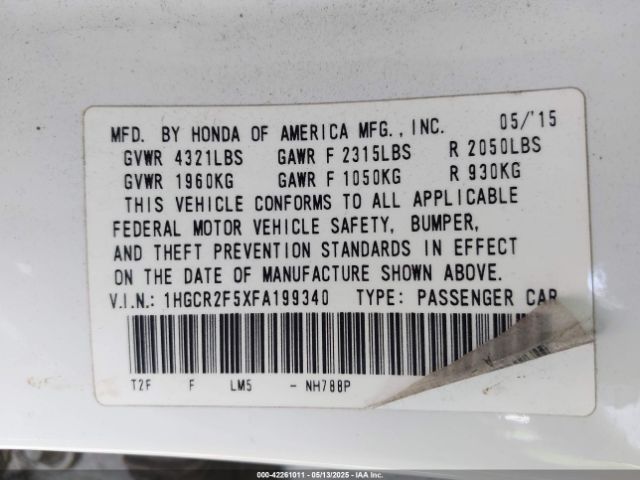 MFD. BY HONDA OF AMERICA MFG., INC. 05/'15
GVWR 4321LBS GAWR F 2315LBS R 2050LBS
GVWR 1960KG GAWR F 1050KG R 930KG
THIS VEHICLE CONFORMS TO ALL APPLICABLE
FEDERAL MOTOR VEHICLE SAFETY, BUMPER,
AND THEFT PREVENTION STANDARDS IN EFFECT
ON THE DATE OF MANUFACTURE SHOWN ABOVE.
V.I.N.: 1HGCR2F5XFA199340 TYPE: PASSENGER CAR
T2F F LM5 - NH788P
000-42261011 - 05/13/2025 - IAA Inc.